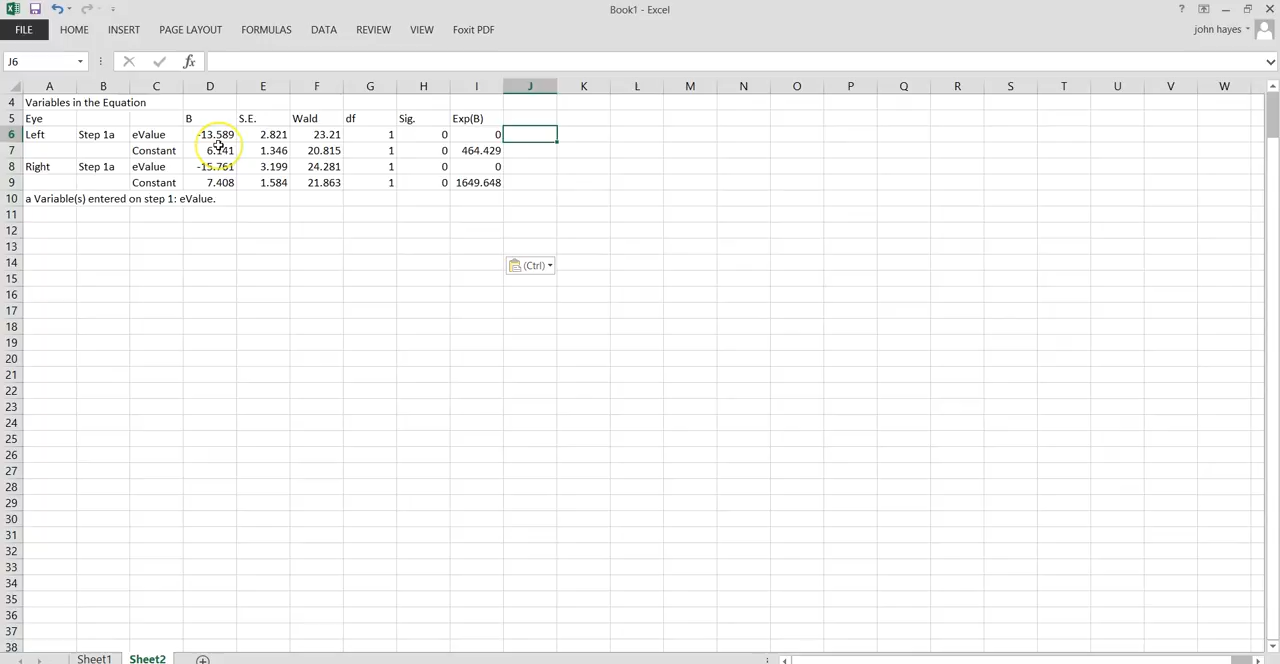 Book1 - Excel
?
FILE HOME INSERT PAGE LAYOUT FORMULAS DATA REVIEW VIEW Foxit PDF john hayes
J6 fx
A B C D E F G H I J K L M N O P Q R S T U V W
4 Variables in the Equation
5 Eye B S.E. Wald df Sig. Exp(B)
6 Left Step 1a eValue -13.589 2.821 23.21 1 0 0
7 Constant 6.141 1.346 20.815 1 0 464.429
8 Right Step 1a eValue -15.761 3.199 24.281 1 0 0
9 Constant 7.408 1.584 21.863 1 0 1649.648
10 a Variable(s) entered on step 1: eValue.
11
12
13
14 (Ctrl)
15
16
17
18
19
20
21
22
23
24
25
26
27
28
29
30
31
32
33
34
35
36
37
38
Sheet1 Sheet2